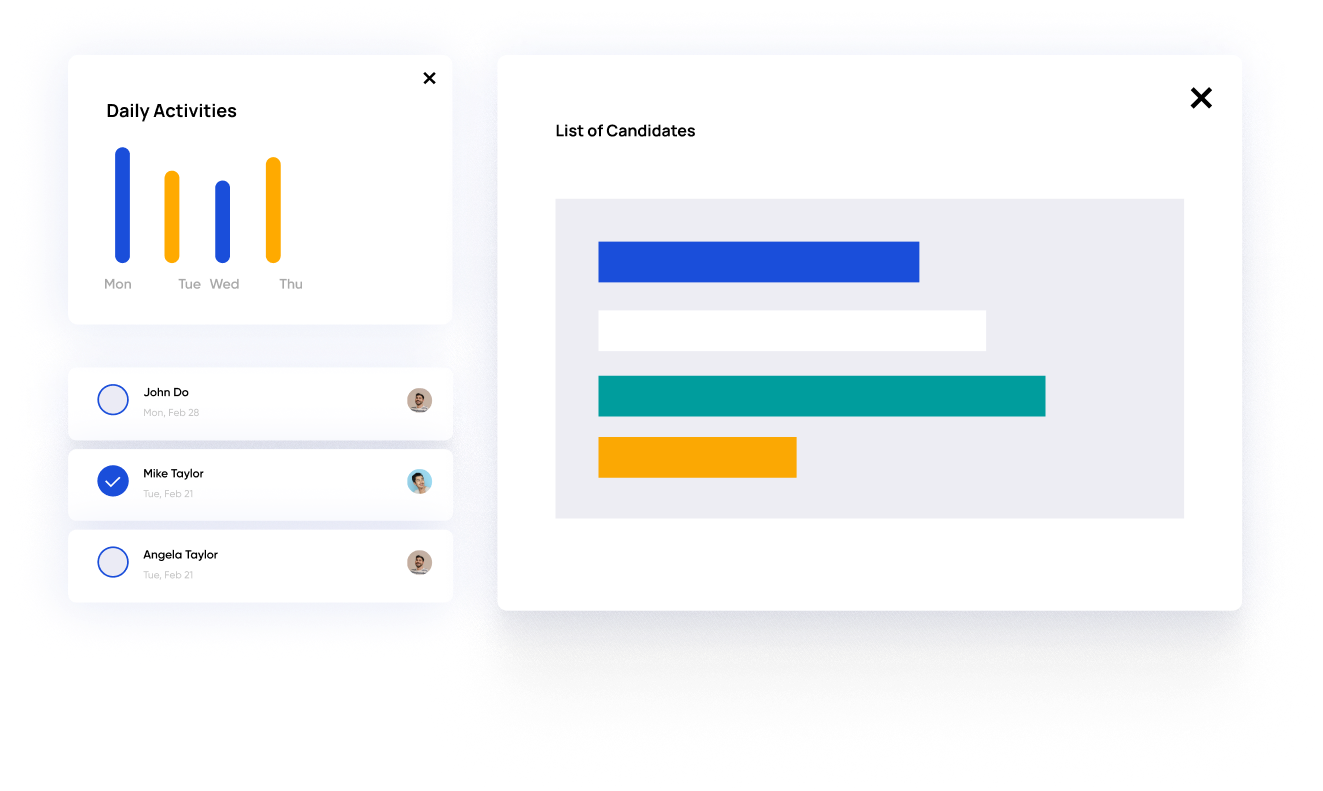 Daily Activities
Mon Tue Wed Thu
John Do
Mon, Feb 28
Mike Taylor
Tue, Feb 21
Angela Taylor
Tue, Feb 21
List of Candidates